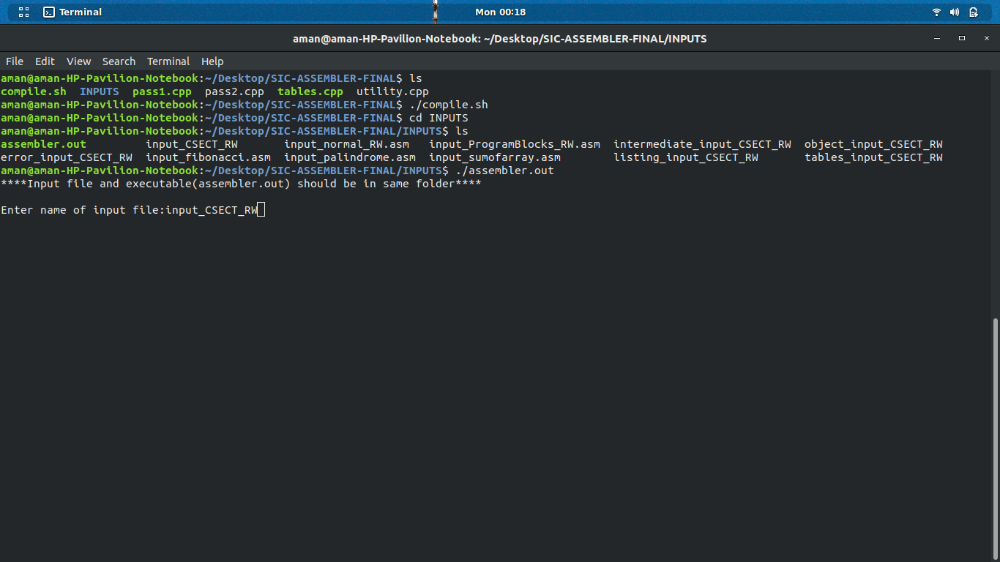 Terminal Mon 00:18
aman@aman-HP-Pavilion-Notebook: ~/Desktop/SIC-ASSEMBLER-FINAL/INPUTS
File Edit View Search Terminal Help
aman@aman-HP-Pavilion-Notebook:~/Desktop/SIC-ASSEMBLER-FINAL$ ls
compile.sh INPUTS pass1.cpp pass2.cpp tables.cpp utility.cpp
aman@aman-HP-Pavilion-Notebook:~/Desktop/SIC-ASSEMBLER-FINAL$ ./compile.sh
aman@aman-HP-Pavilion-Notebook:~/Desktop/SIC-ASSEMBLER-FINAL$ cd INPUTS
aman@aman-HP-Pavilion-Notebook:~/Desktop/SIC-ASSEMBLER-FINAL/INPUTS$ ls
assembler.out input_CSECT_RW input_normal_RW.asm input_ProgramBlocks_RW.asm intermediate_input_CSECT_RW object_input_CSECT_RW
error_input_CSECT_RW input_fibonacci.asm input_palindrome.asm input_sumofarray.asm listing_input_CSECT_RW tables_input_CSECT_RW
aman@aman-HP-Pavilion-Notebook:~/Desktop/SIC-ASSEMBLER-FINAL/INPUTS$ ./assembler.out
****Input file and executable(assembler.out) should be in same folder****
Enter name of input file:input_CSECT_RW